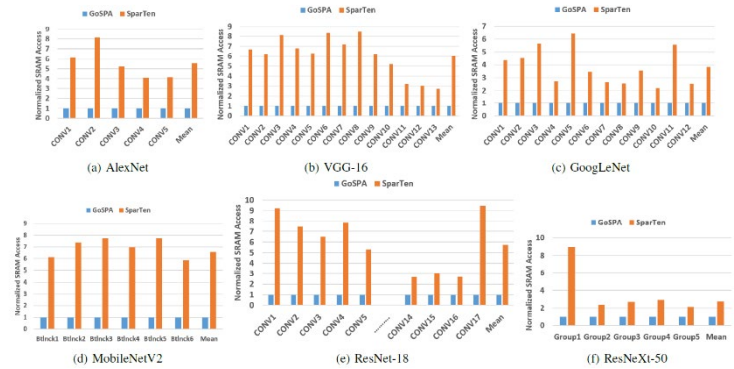 GoSPA SparTen
Normalized SRAM Access
9
8
7
6
5
4
3
2
1
0
CONV1 CONV2 CONV3 CONV4 CONV5 Mean
(a) AlexNet
GoSPA SparTen
Normalized SRAM Access
9
8
7
6
5
4
3
2
1
0
CONV1 CONV2 CONV3 CONV4 CONV5 CONV6 CONV7 CONV8 CONV9 CONV10 CONV11 CONV12 CONV13 Mean
(b) VGG-16
GoSPA SparTen
Normalized SRAM Access
7
6
5
4
3
2
1
0
CONV1 CONV2 CONV3 CONV4 CONV5 CONV6 CONV7 CONV8 CONV9 CONV10 CONV11 CONV12 Mean
(c) GoogLeNet
GoSPA SparTen
Normalized SRAM Access
9
8
7
6
5
4
3
2
1
0
Btlnck1 Btlnck2 Btlnck3 Btlnck4 Btlnck5 Btlnck6 Mean
(d) MobileNetV2
GoSPA SparTen
Normalized SRAM Access
10
9
8
7
6
5
4
3
2
1
0
CONV1 CONV2 CONV3 CONV4 CONV5 ......... CONV14 CONV15 CONV16 CONV17 Mean
(e) ResNet-18
GoSPA SparTen
Normalized SRAM Access
10
8
6
4
2
0
Group1 Group2 Group3 Group4 Group5 Mean
(f) ResNeXt-50